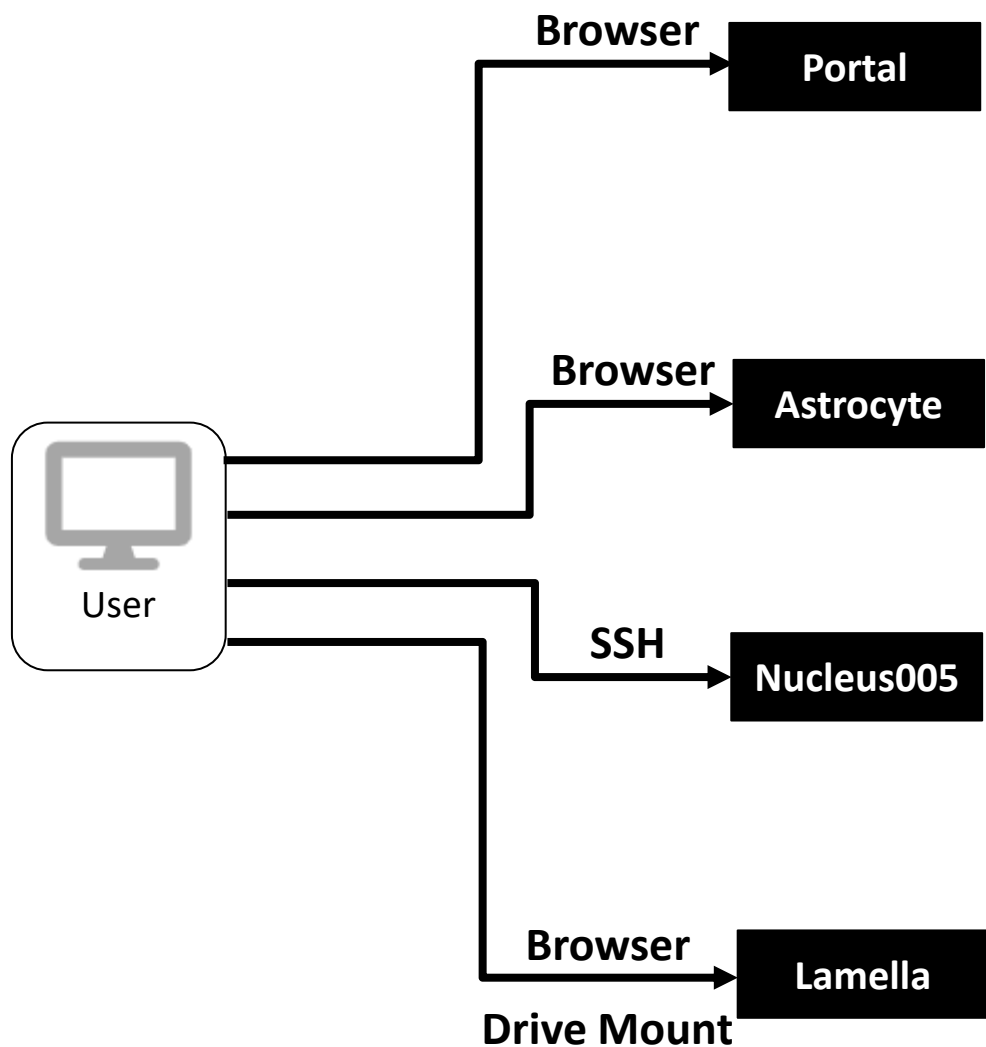 Browser
Portal
Browser
Astrocyte
User
SSH
Nucleus005
Browser
Lamella
Drive Mount